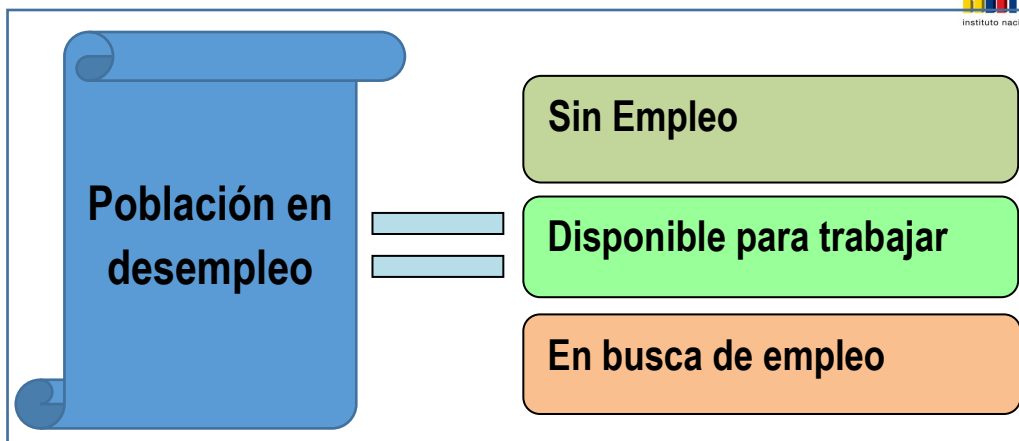 instituto naci
Población en
desempleo
Sin Empleo
Disponible para trabajar
En busca de empleo